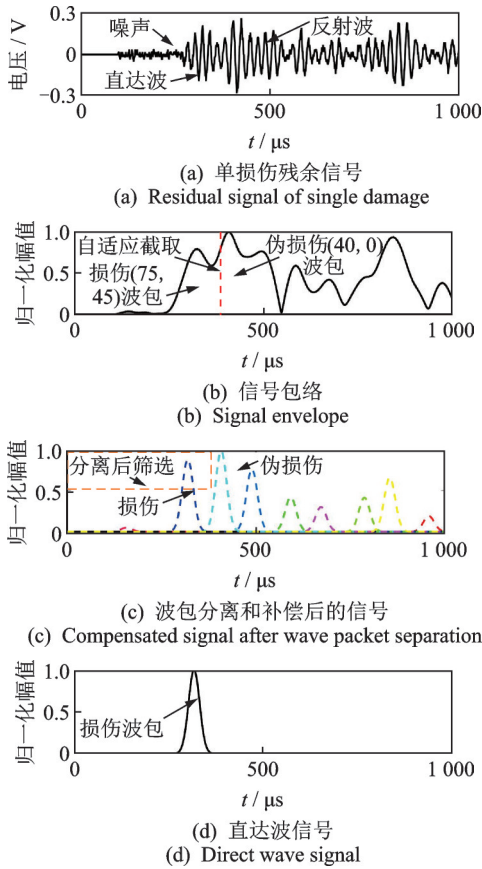 0.3
噪声
反射波
电压 / V
直达波
−0.3
0
500
1 000
t / μs
(a) 单损伤残余信号
(a) Residual signal of single damage
1.0
自适应截取
伪损伤(40, 0)
波包
0.5
损伤(75,
45)波包
归一化幅值
0
0
500
1 000
t / μs
(b) 信号包络
(b) Signal envelope
1.0
分离后筛选
伪损伤
0.5
损伤
归一化幅值
0
0
500
1 000
t / μs
(c) 波包分离和补偿后的信号
(c) Compensated signal after wave packet separation
1.0
0.5
损伤波包
归一化幅值
0
0
500
1 000
t / μs
(d) 直达波信号
(d) Direct wave signal